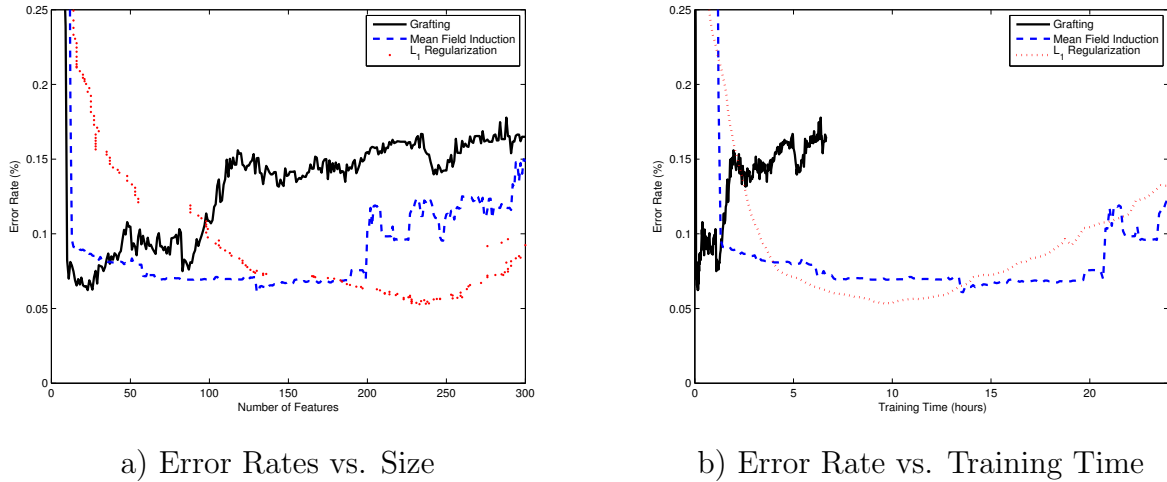 0.25
0.2
0.15
0.1
0.05
0
Error Rate (%)
0
50
100
150
200
250
300
Number of Features
Grafting
Mean Field Induction
L1 Regularization
a) Error Rates vs. Size
0.25
0.2
0.15
0.1
0.05
0
Error Rate (%)
0
5
10
15
20
Training Time (hours)
Grafting
Mean Field Induction
L1 Regularization
b) Error Rate vs. Training Time